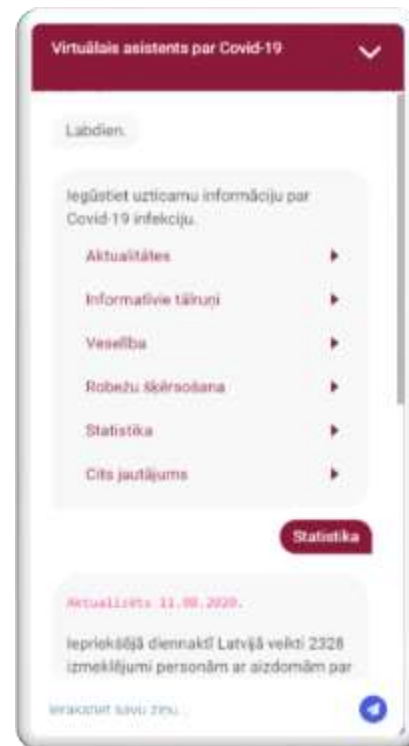 Virtuālais asistents par Covid-19
Labdien.
Iegūstiet uzticamu informāciju par
Covid-19 infekciju.
Aktualitātes
Informatīvie tālruņi
Veselība
Robežu šķērsošana
Statistika
Cits jautājums
Statistika
Aktualizēts 11.08.2020.
Iepriekšējā diennaktī Latvijā veikti 2328
izmeklējumi personām ar aizdomām par
Ierakstiet savu ziņu...